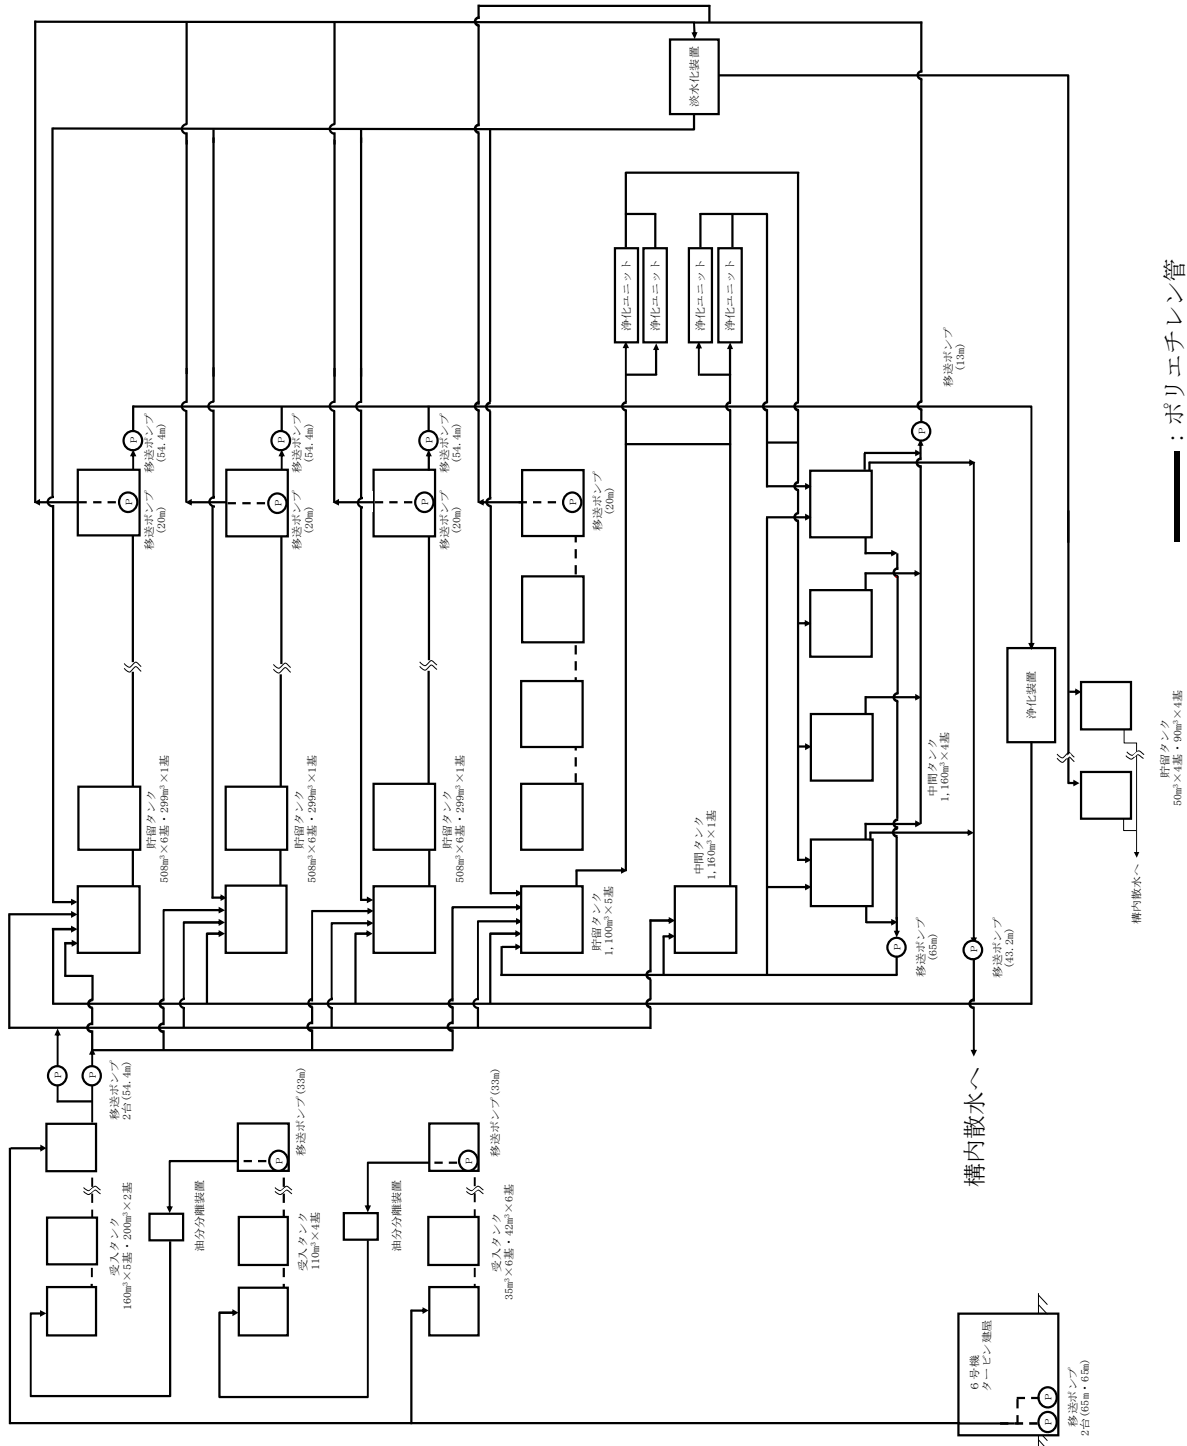 P
P
移送ポンプ
2台(54.4m)
受入タンク
160m³×5基・200m³×2基
貯留タンク
508m³×6基・299m³×1基
P
移送ポンプ
(20m)
P
移送ポンプ
(54.4m)
油分分離装置
P
移送ポンプ(33m)
受入タンク
110m³×4基
貯留タンク
508m³×6基・299m³×1基
P
移送ポンプ
(20m)
P
移送ポンプ
(54.4m)
油分分離装置
P
移送ポンプ(33m)
受入タンク
35m³×6基・42m³×6基
貯留タンク
508m³×6基・299m³×1基
P
移送ポンプ
(20m)
P
移送ポンプ
(54.4m)
貯留タンク
1,100m³×5基
P
移送ポンプ
(20m)
浄化ユニット
浄化ユニット
浄化ユニット
浄化ユニット
淡水化装置
中間タンク
1,160m³×1基
P
移送ポンプ
(65m)
中間タンク
1,160m³×4基
P
移送ポンプ
(13m)
P
移送ポンプ
(43.2m)
構内散水へ
6号機
タービン建屋
P
P
移送ポンプ
2台(65m・65m)
浄化装置
構内散水へ
貯留タンク
50m³×4基・90m³×4基
:ポリエチレン管